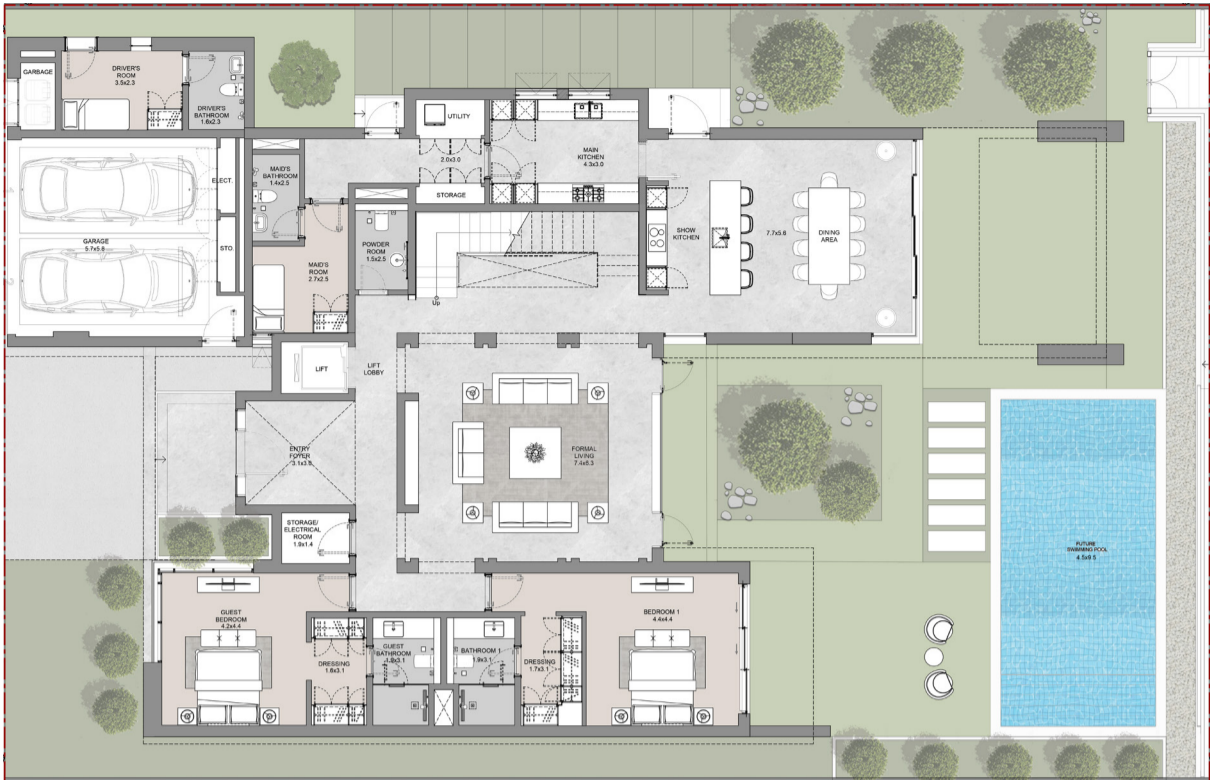 GARBAGE
DRIVER'S
ROOM
3.5x2.3
DRIVER'S
BATHROOM
1.6x2.3
UTILITY
2.0x3.0
STORAGE
MAIN
KITCHEN
4.3x3.0
ELECT.
MAID'S
BATHROOM
1.4x2.5
GARAGE
5.7x5.8
STO.
MAID'S
ROOM
2.7x2.5
POWDER
ROOM
1.5x2.5
Up
SHOW
KITCHEN
7.7x5.6
DINING
AREA
LIFT
LIFT
LOBBY
ENTRY
FOYER
FORMAL
LIVING
7.4x5.3
STORAGE/
ELECTRICAL
ROOM
1.9x1.4
FUTURE
SWIMMING POOL
4.5x9.5
GUEST
BEDROOM
4.2x4.4
DRESSING
1.6x3.1
GUEST
BATHROOM
1.9x3.1
BATHROOM 1
1.9x3.1
DRESSING
1.7x3.1
BEDROOM 1
4.4x4.4